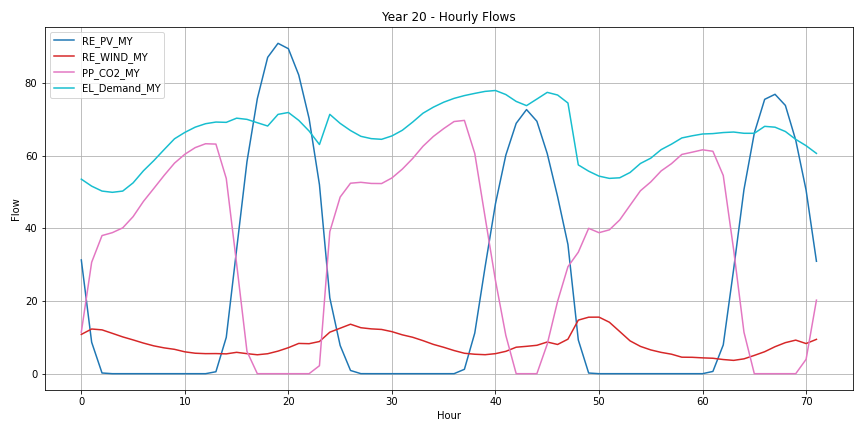 Year 20 - Hourly Flows
RE_PV_MY
RE_WIND_MY
PP_CO2_MY
EL_Demand_MY
80
60
40
20
0
Flow
0 10 20 30 40 50 60 70
Hour